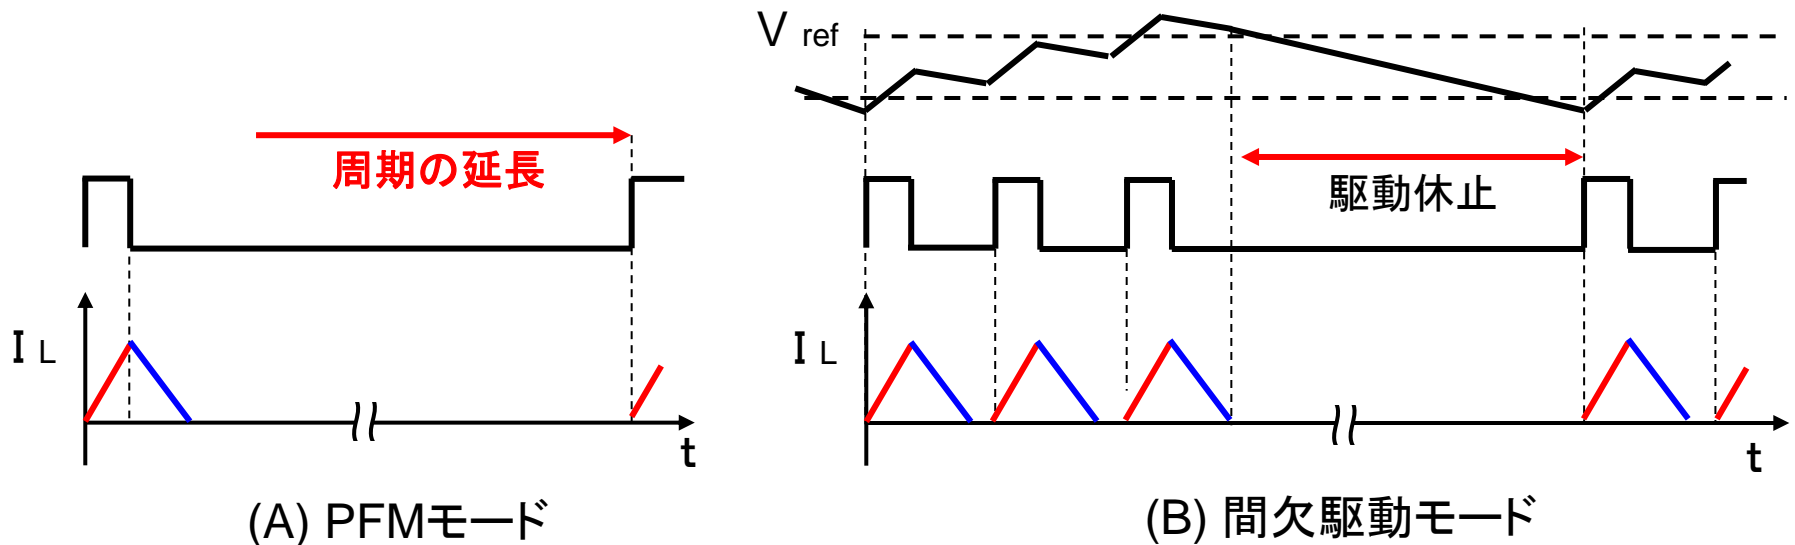 周期の延長
I L
t
(A) PFMモード
V ref
駆動休止
I L
t
(B) 間欠駆動モード